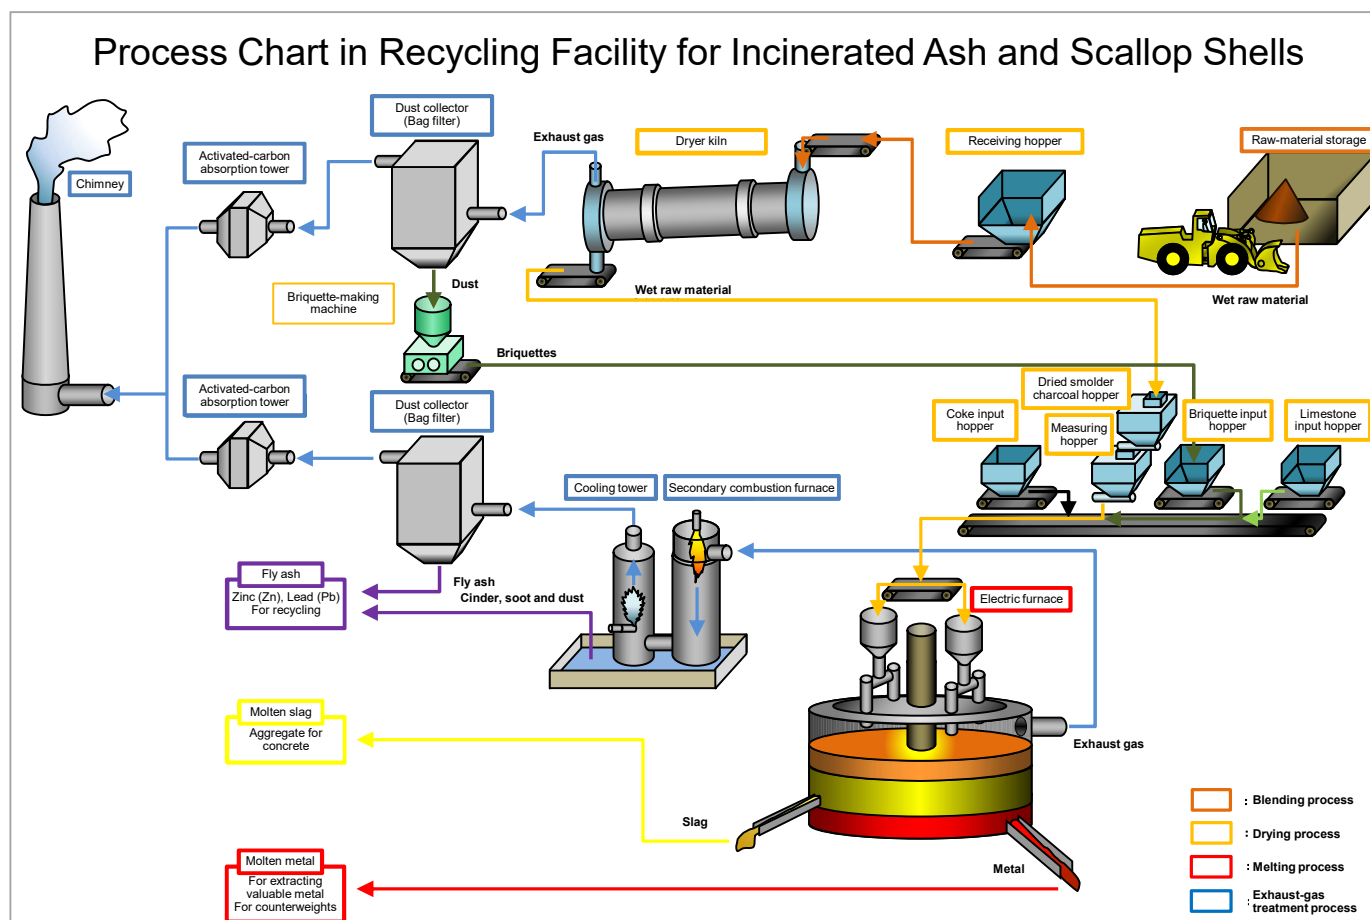 Process Chart in Recycling Facility for Incinerated Ash and Scallop Shells
Chimney
Activated-carbon
absorption tower
Dust collector
(Bag filter)
Exhaust gas
Dryer kiln
Receiving hopper
Raw-material storage
Briquette-making
machine
Dust
Wet raw material
Wet raw material
Briquettes
Activated-carbon
absorption tower
Dust collector
(Bag filter)
Coke input
hopper
Dried smolder
charcoal hopper
Measuring
hopper
Briquette input
hopper
Limestone
input hopper
Cooling tower
Secondary combustion furnace
Fly ash
Zinc (Zn), Lead (Pb)
For recycling
Fly ash
Cinder, soot and dust
Electric furnace
Molten slag
Aggregate for
concrete
Exhaust gas
Slag
Metal
Molten metal
For extracting
valuable metal
For counterweights
: Blending process
: Drying process
: Melting process
: Exhaust-gas
treatment process